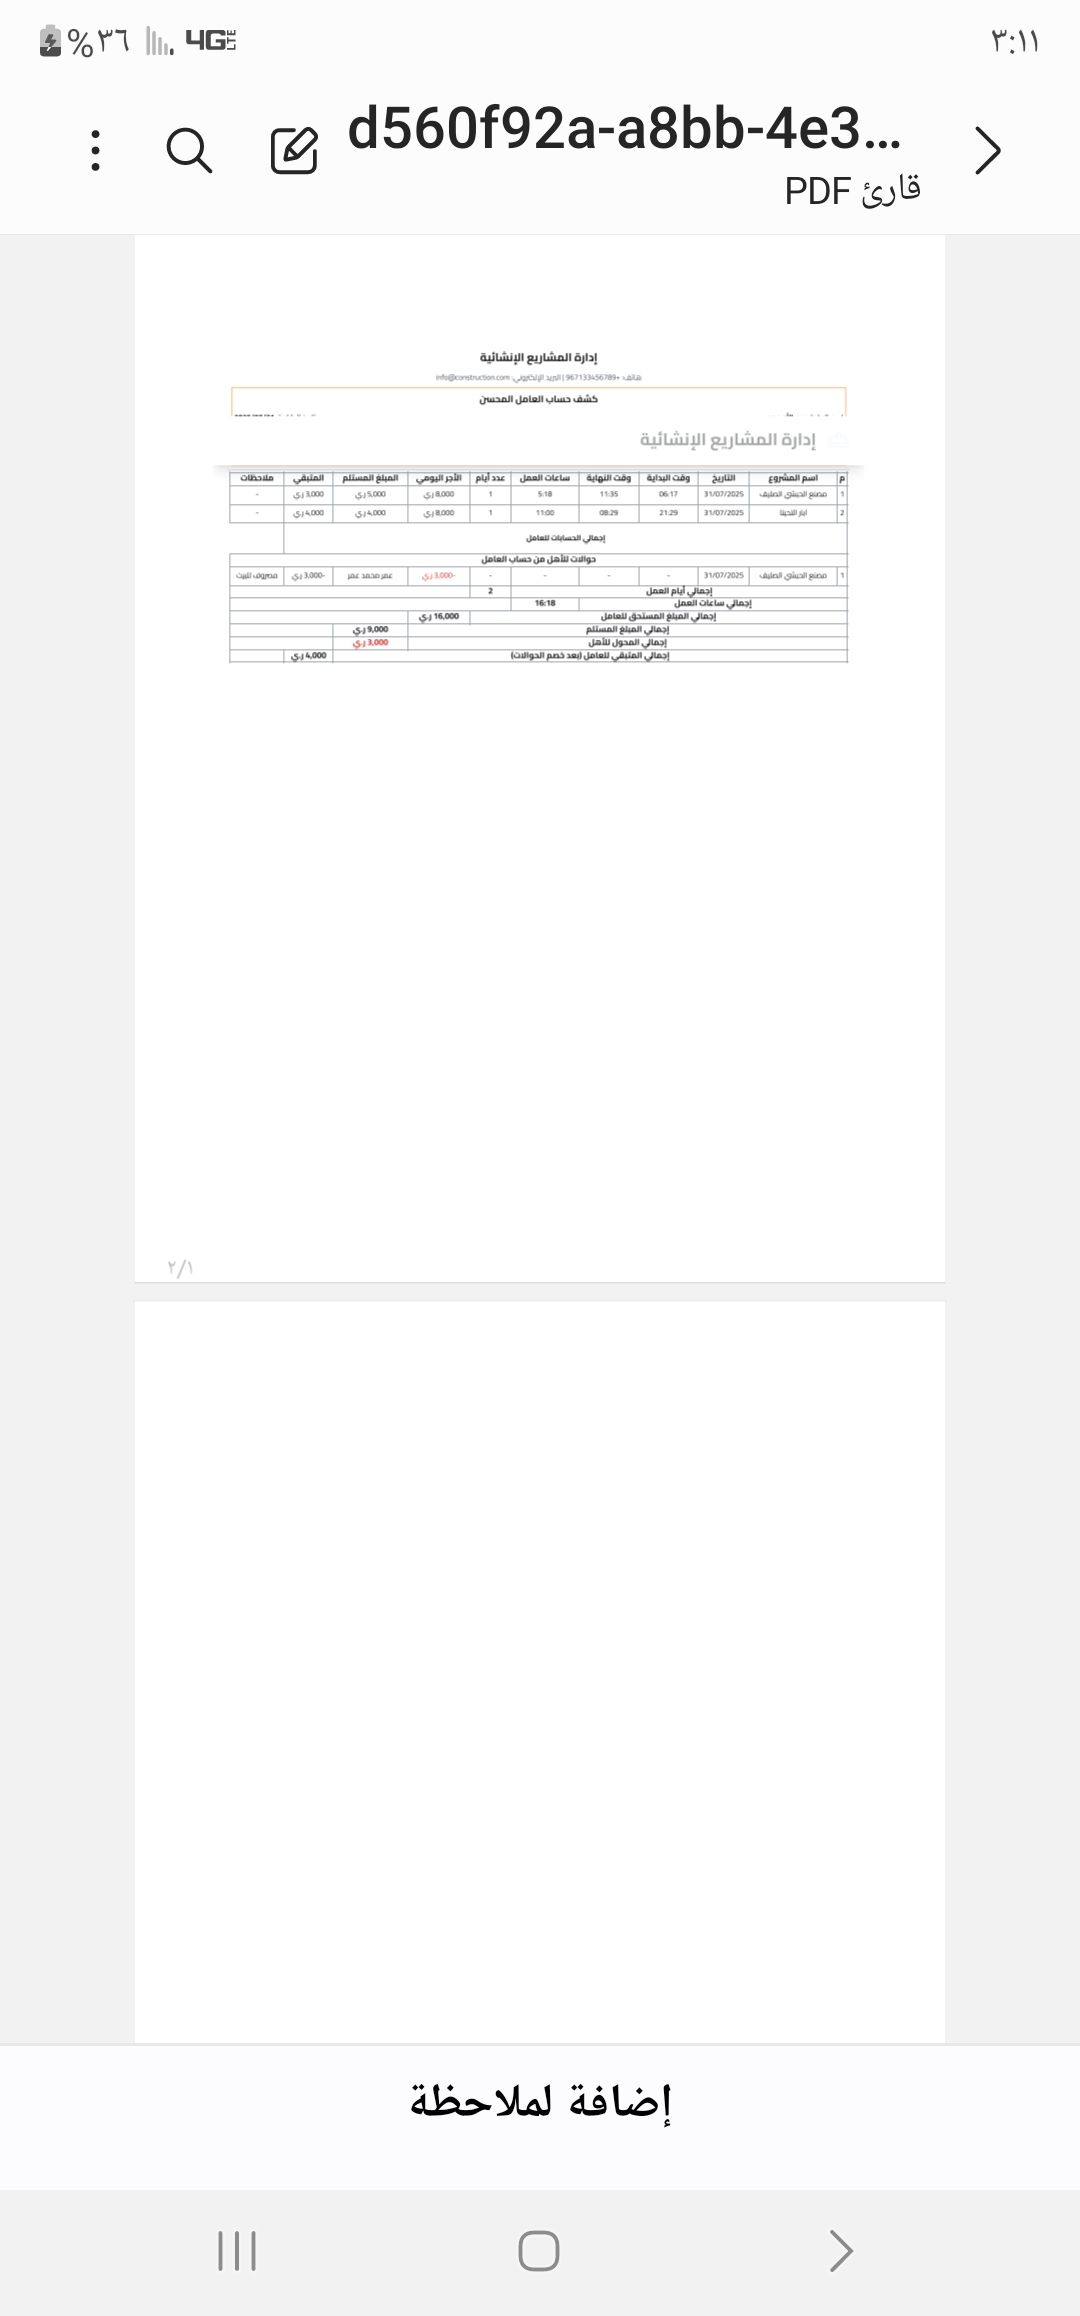 ٣:١١ 4G LTE %٣٦
d560f92a-a8bb-4e3...
قارئ PDF
إدارة المشاريع الإنشائية
هاتف: +967133456789 | البريد الإلكتروني: info@construction.com
كشف حساب العامل المحسن
إدارة المشاريع الإنشائية
م اسم المشروع التاريخ وقت البداية وقت النهاية ساعات العمل عدد أيام الأجر اليومي المبلغ المستلم المتبقي ملاحظات
1 مصنع الحبشي الصليف 31/07/2025 06:17 11:35 5:18 1 8,000 ر.ي 5,000 ر.ي 3,000 ر.ي -
2 ابار التحيتا 31/07/2025 21:29 08:29 11:00 1 8,000 ر.ي 4,000 ر.ي 4,000 ر.ي -
إجمالي الحسابات للعامل
حوالات للأهل من حساب العامل
1 مصنع الحبشي الصليف 31/07/2025 - - - - -3,000 ر.ي عمر محمد عمر -3,000 ر.ي مصروف للبيت
إجمالي أيام العمل 2
إجمالي ساعات العمل 16:18
إجمالي المبلغ المستحق للعامل 16,000 ر.ي
إجمالي المبلغ المستلم 9,000 ر.ي
إجمالي المحول للأهل 3,000 ر.ي
إجمالي المتبقي للعامل (بعد خصم الحوالات) 4,000 ر.ي
٢/١
إضافة لملاحظة